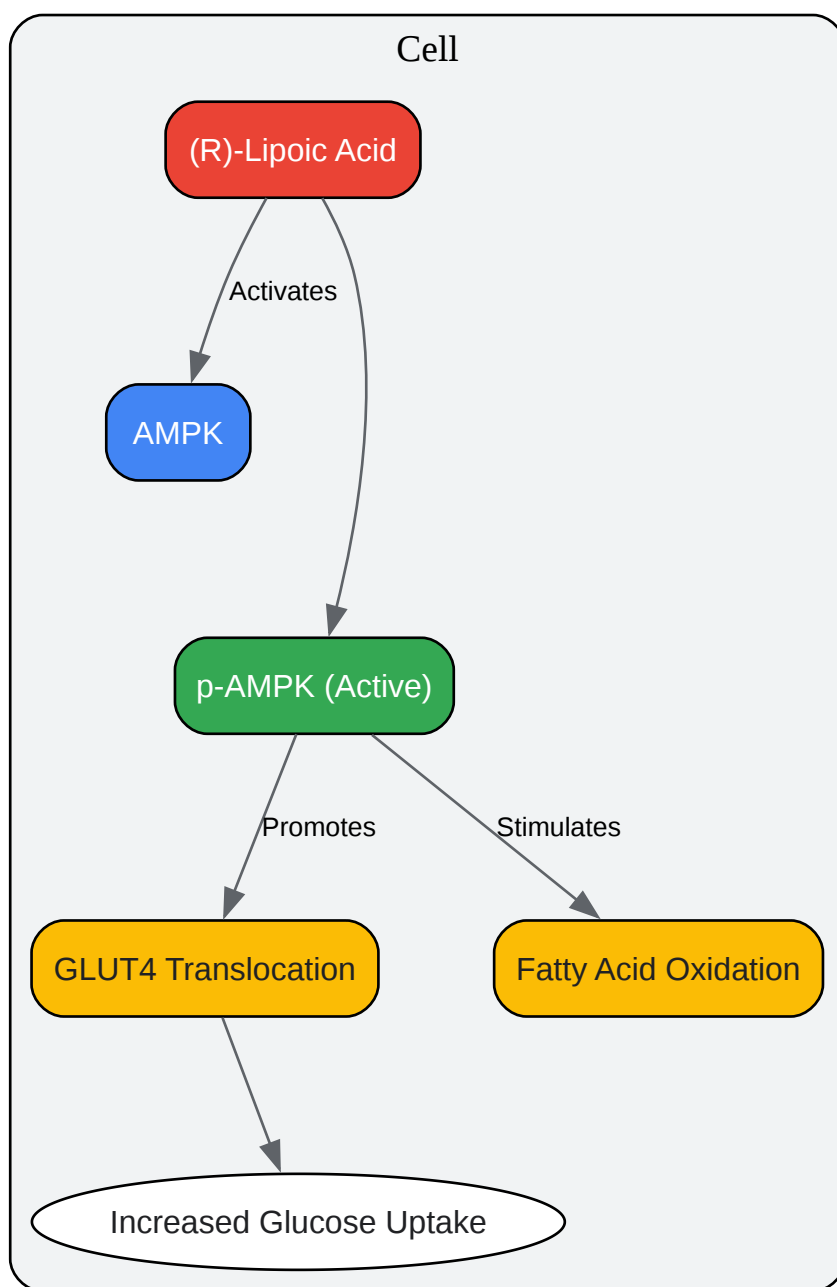 Cell
(R)-Lipoic Acid
Activates
AMPK
p-AMPK (Active)
Promotes
Stimulates
GLUT4 Translocation
Fatty Acid Oxidation
Increased Glucose Uptake